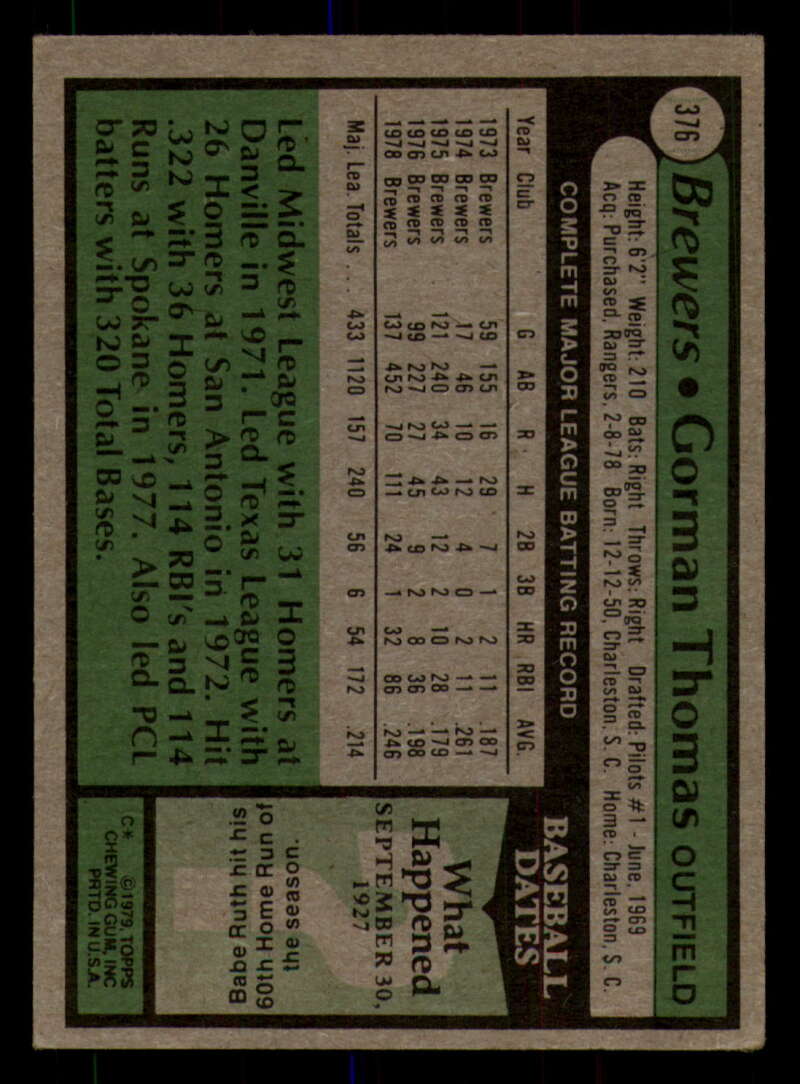 376 Brewers • Gorman Thomas OUTFIELD
Height: 6'2" Weight: 210 Bats: Right Throws: Right Drafted: Pilots #1 - June, 1969
Acq: Purchased, Rangers, 2-8-78 Born: 12-12-50, Charleston, S. C. Home: Charleston, S. C.
COMPLETE MAJOR LEAGUE BATTING RECORD
Year Club G AB R H 2B 3B HR RBI AVG.
1973 Brewers 59 155 16 29 7 1 2 11 .187
1974 Brewers 17 46 10 12 4 0 2 11 .261
1975 Brewers 121 240 34 43 12 2 10 28 .179
1976 Brewers 99 227 27 45 9 2 8 36 .198
1978 Brewers 137 452 70 111 24 1 32 86 .246
Maj. Lea. Totals . . . 433 1120 157 240 56 6 54 172 .214
Led Midwest League with 31 Homers at
Danville in 1971. Led Texas League with
26 Homers at San Antonio in 1972. Hit
.322 with 36 Homers, 114 RBI's and 114
Runs at Spokane in 1977. Also led PCL
batters with 320 Total Bases.
BASEBALL
DATES
What
Happened
SEPTEMBER 30,
1927
?
Babe Ruth hit his
60th Home Run of
the season.
C* ©1979, TOPPS
CHEWING GUM, INC
PRTD. IN U.S.A.